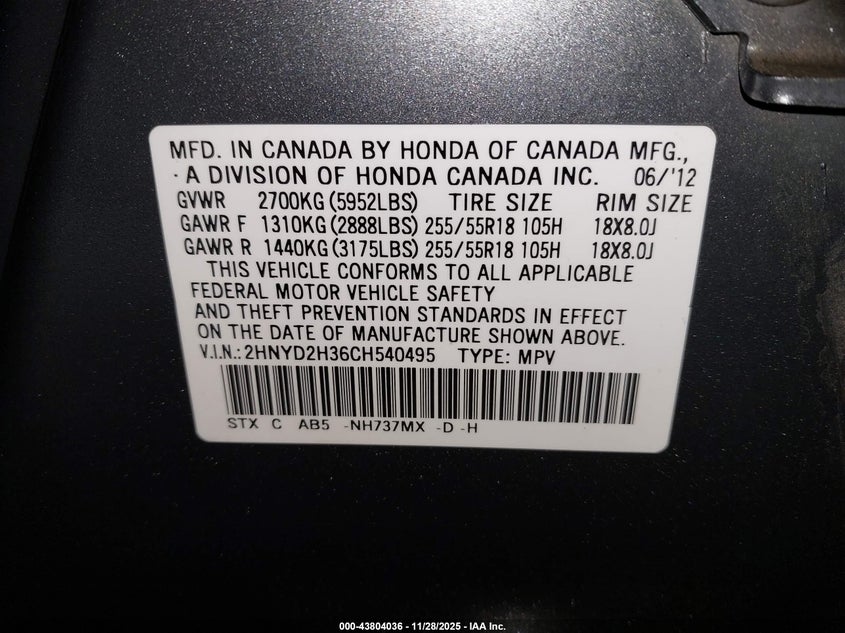 MFD. IN CANADA BY HONDA OF CANADA MFG.,
· A DIVISION OF HONDA CANADA INC. 06/'12
GVWR 2700KG (5952LBS) TIRE SIZE RIM SIZE
GAWR F 1310KG (2888LBS) 255/55R18 105H 18X8.0J
GAWR R 1440KG (3175LBS) 255/55R18 105H 18X8.0J
THIS VEHICLE CONFORMS TO ALL APPLICABLE
FEDERAL MOTOR VEHICLE SAFETY
AND THEFT PREVENTION STANDARDS IN EFFECT
ON THE DATE OF MANUFACTURE SHOWN ABOVE.
V.I.N.: 2HNYD2H36CH540495 TYPE: MPV
STX C AB5 -NH737MX -D -H
000-43804036 - 11/28/2025 - IAA Inc.